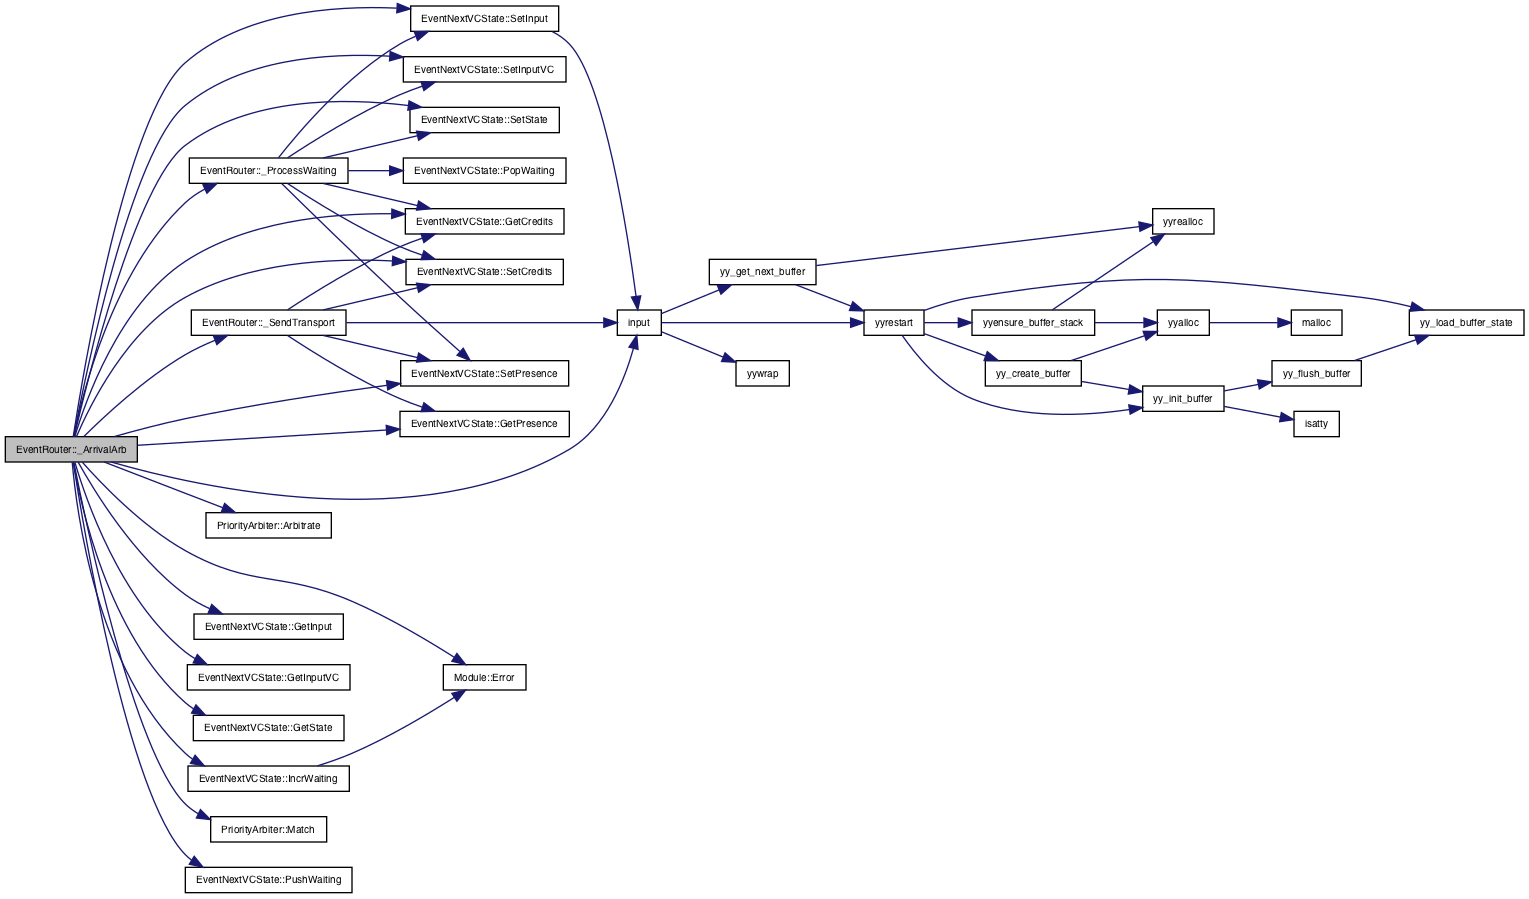 EventNextVCState::SetInput
EventNextVCState::SetInputVC
EventNextVCState::SetState
EventRouter::_ProcessWaiting
EventNextVCState::PopWaiting
EventNextVCState::GetCredits
yyrealloc
EventNextVCState::SetCredits
yy_get_next_buffer
EventRouter::_SendTransport
input
yyrestart
yyensure_buffer_stack
yyalloc
malloc
yy_load_buffer_state
EventNextVCState::SetPresence
yywrap
yy_create_buffer
yy_flush_buffer
yy_init_buffer
EventNextVCState::GetPresence
isatty
EventRouter::_ArrivalArb
PriorityArbiter::Arbitrate
EventNextVCState::GetInput
EventNextVCState::GetInputVC
Module::Error
EventNextVCState::GetState
EventNextVCState::IncrWaiting
PriorityArbiter::Match
EventNextVCState::PushWaiting